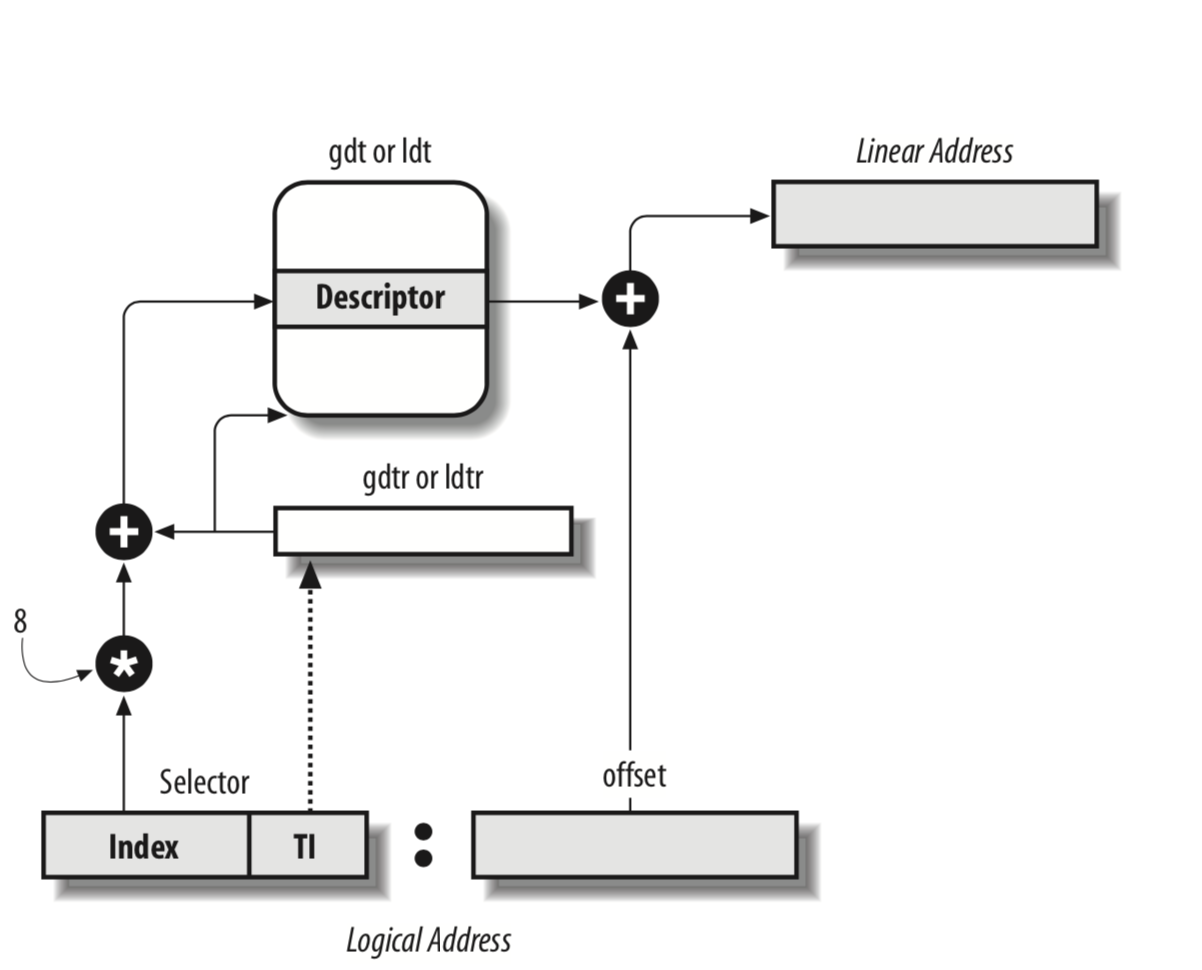 gdt or ldt
Linear Address
Descriptor
+
gdtr or ldtr
+
8
*
Selector
offset
Index
TI
:
Logical Address